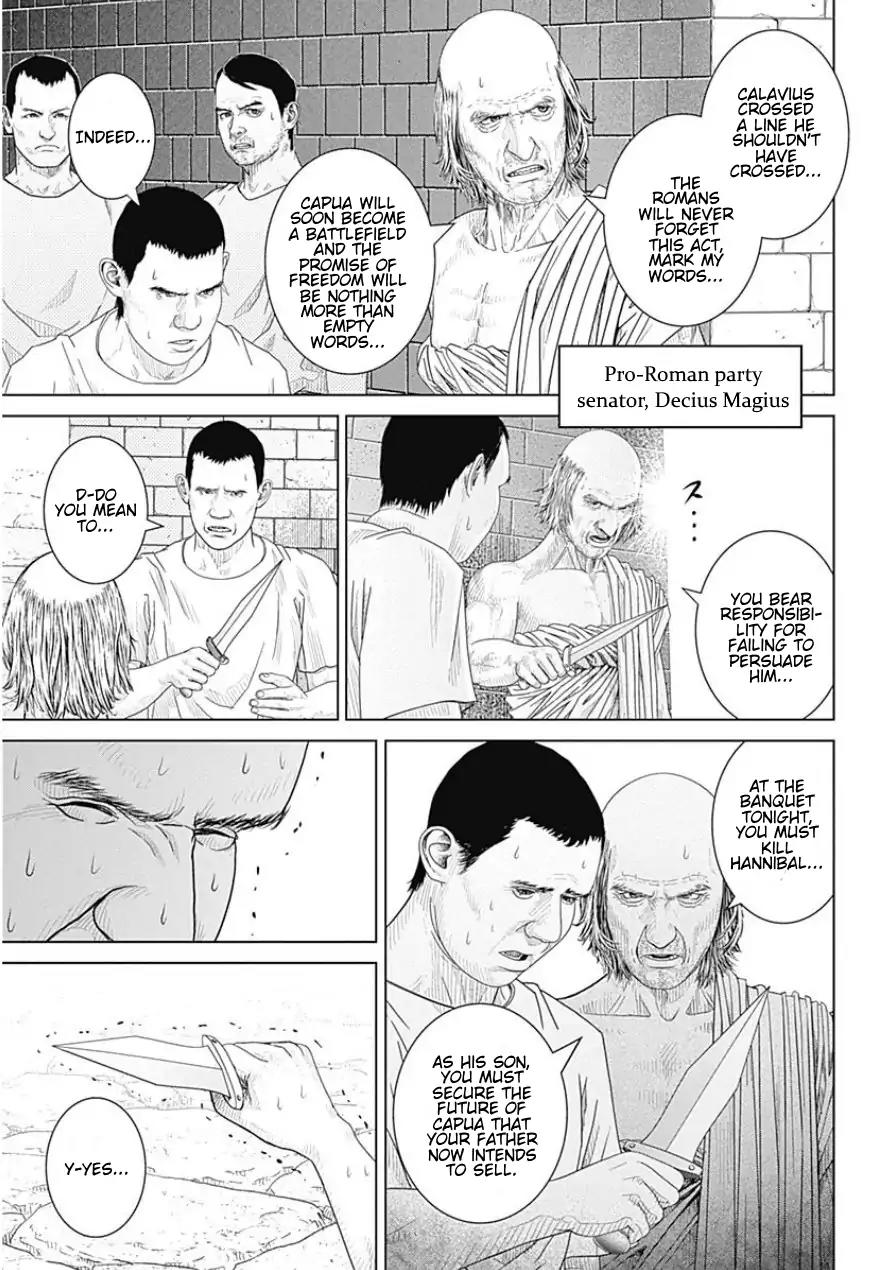 CALAVIUS
CROSSED
A LINE HE
SHOULDN'T
HAVE
CROSSED...
THE
ROMANS
WILL NEVER
FORGET
THIS ACT,
MARK MY
WORDS...
Pro-Roman party
senator, Decius Magius
CAPUA WILL
SOON BECOME
A BATTLEFIELD
AND THE
PROMISE OF
FREEDOM WILL
BE NOTHING
MORE THAN
EMPTY
WORDS...
INDEED...
ス...
YOU BEAR
RESPONSIBI-
LITY FOR
FAILING TO
PERSUADE
HIM...
D-DO
YOU MEAN
TO...
AT THE
BANQUET
TONIGHT,
YOU MUST
KILL
HANNIBAL...
AS HIS SON,
YOU MUST
SECURE THE
FUTURE OF
CAPUA THAT
YOUR FATHER
NOW INTENDS
TO SELL.
Y-YES...